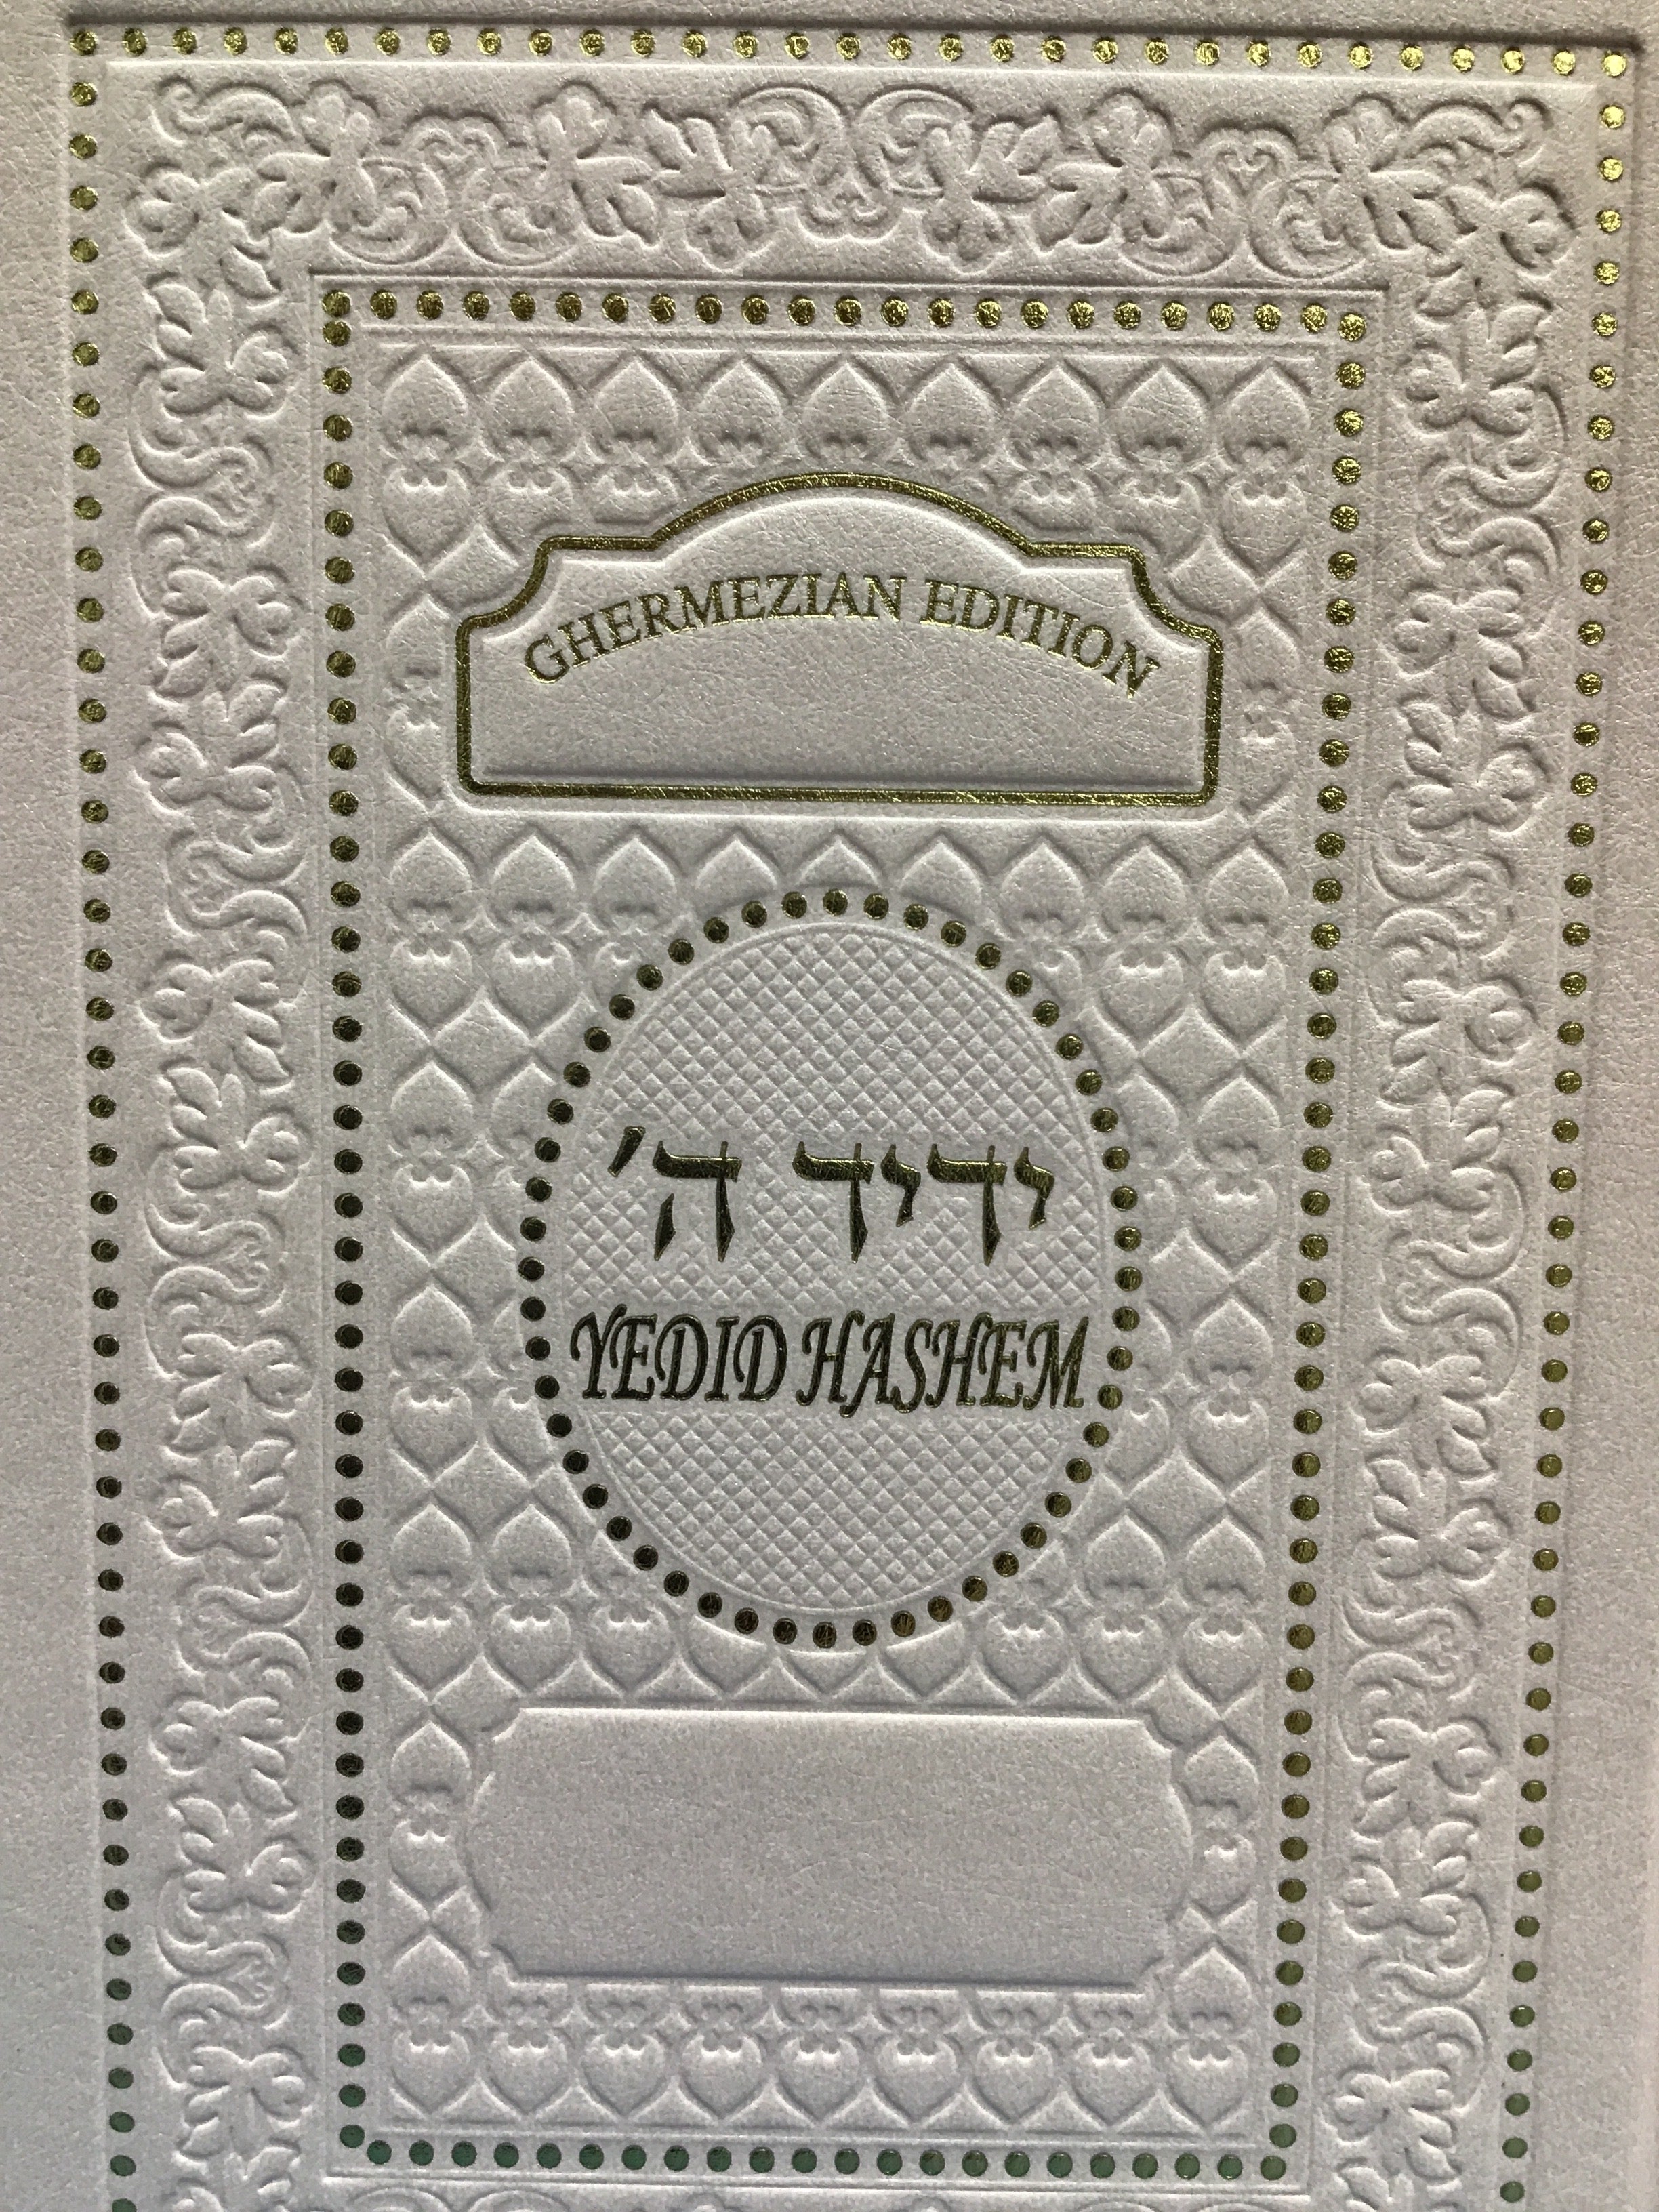 GHERMEZIAN EDITION
ידיד ה'
YEDID HASHEM